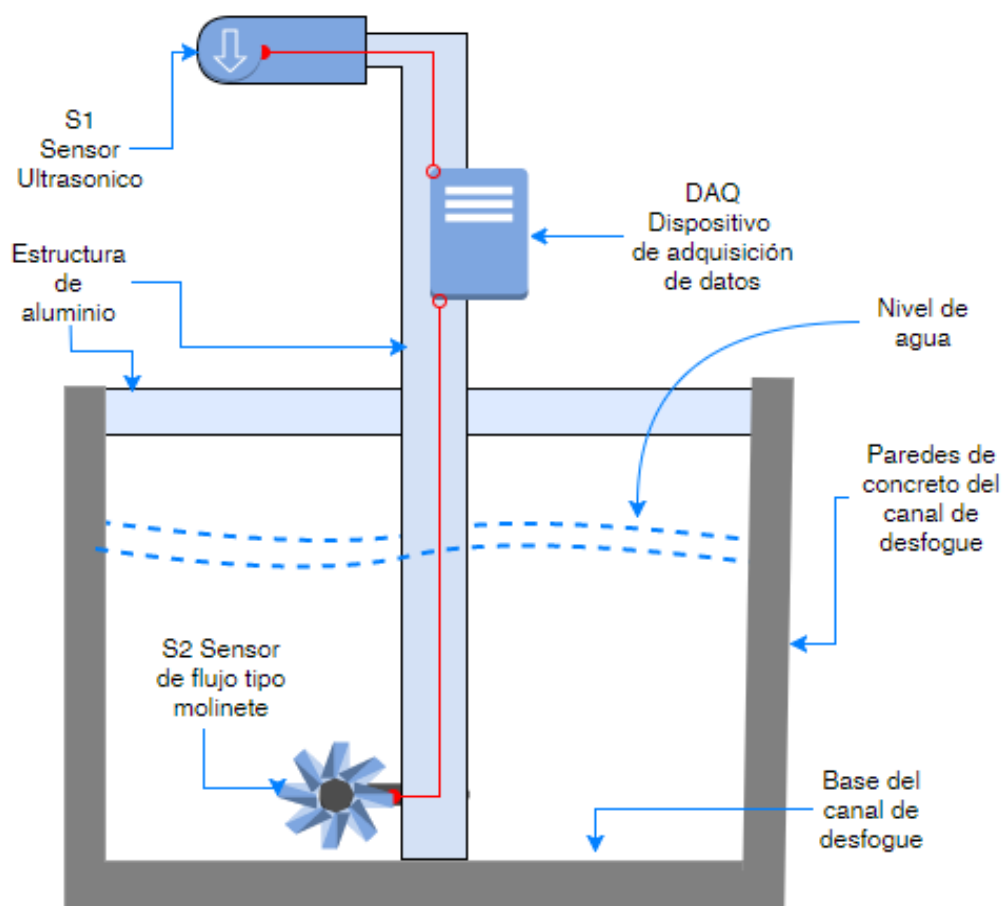 S1
Sensor
Ultrasonico
DAQ
Dispositivo
de adquisición
de datos
Estructura
de
aluminio
Nivel de
agua
Paredes de
concreto del
canal de
desfogue
S2 Sensor
de flujo tipo
molinete
Base del
canal de
desfogue